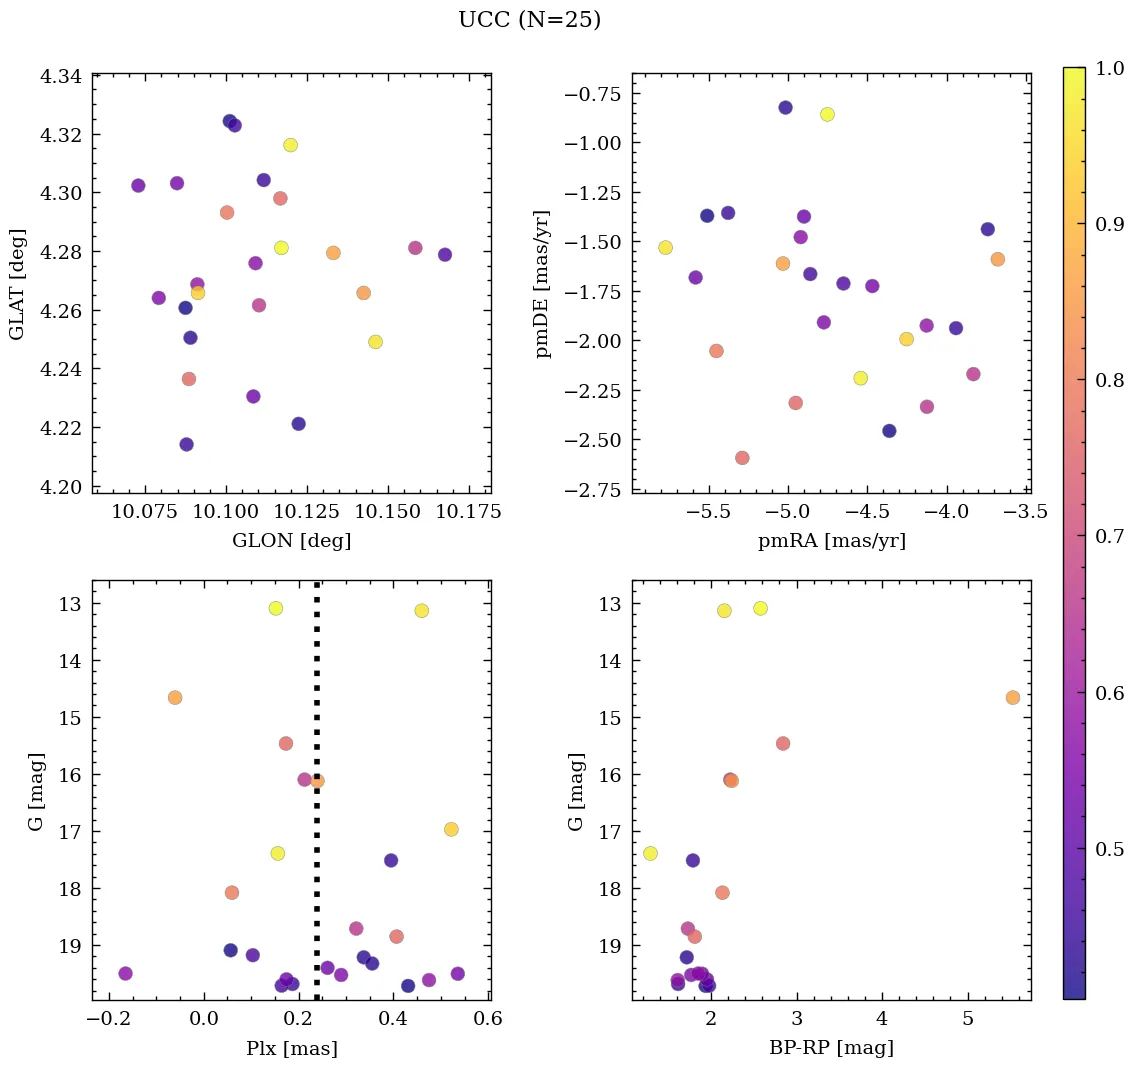 UCC (N=25)
4.34
4.32
4.30
4.28
4.26
4.24
4.22
4.20
GLAT [deg]
10.075 10.100 10.125 10.150 10.175
GLON [deg]
−0.75
−1.00
−1.25
−1.50
−1.75
−2.00
−2.25
−2.50
−2.75
pmDE [mas/yr]
−5.5 −5.0 −4.5 −4.0 −3.5
pmRA [mas/yr]
13
14
15
16
17
18
19
G [mag]
−0.2 0.0 0.2 0.4 0.6
Plx [mas]
13
14
15
16
17
18
19
G [mag]
2 3 4 5
BP-RP [mag]
1.0
0.9
0.8
0.7
0.6
0.5